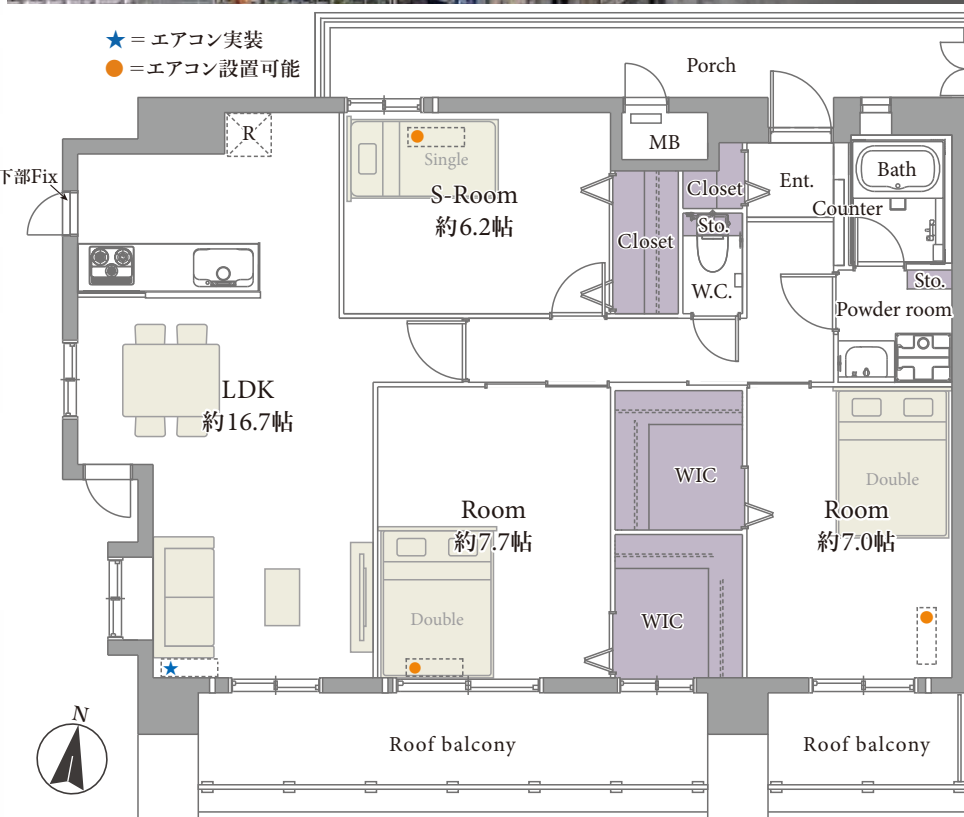 ★ = エアコン実装
● =エアコン設置可能
Porch
R
MB
下部Fix
Single
S-Room
約6.2帖
Closet
Closet
Sto.
W.C.
Ent.
Counter
Bath
Sto.
Powder room
LDK
約16.7帖
WIC
Double
Room
約7.7帖
Room
約7.0帖
Double
WIC
N
Roof balcony
Roof balcony